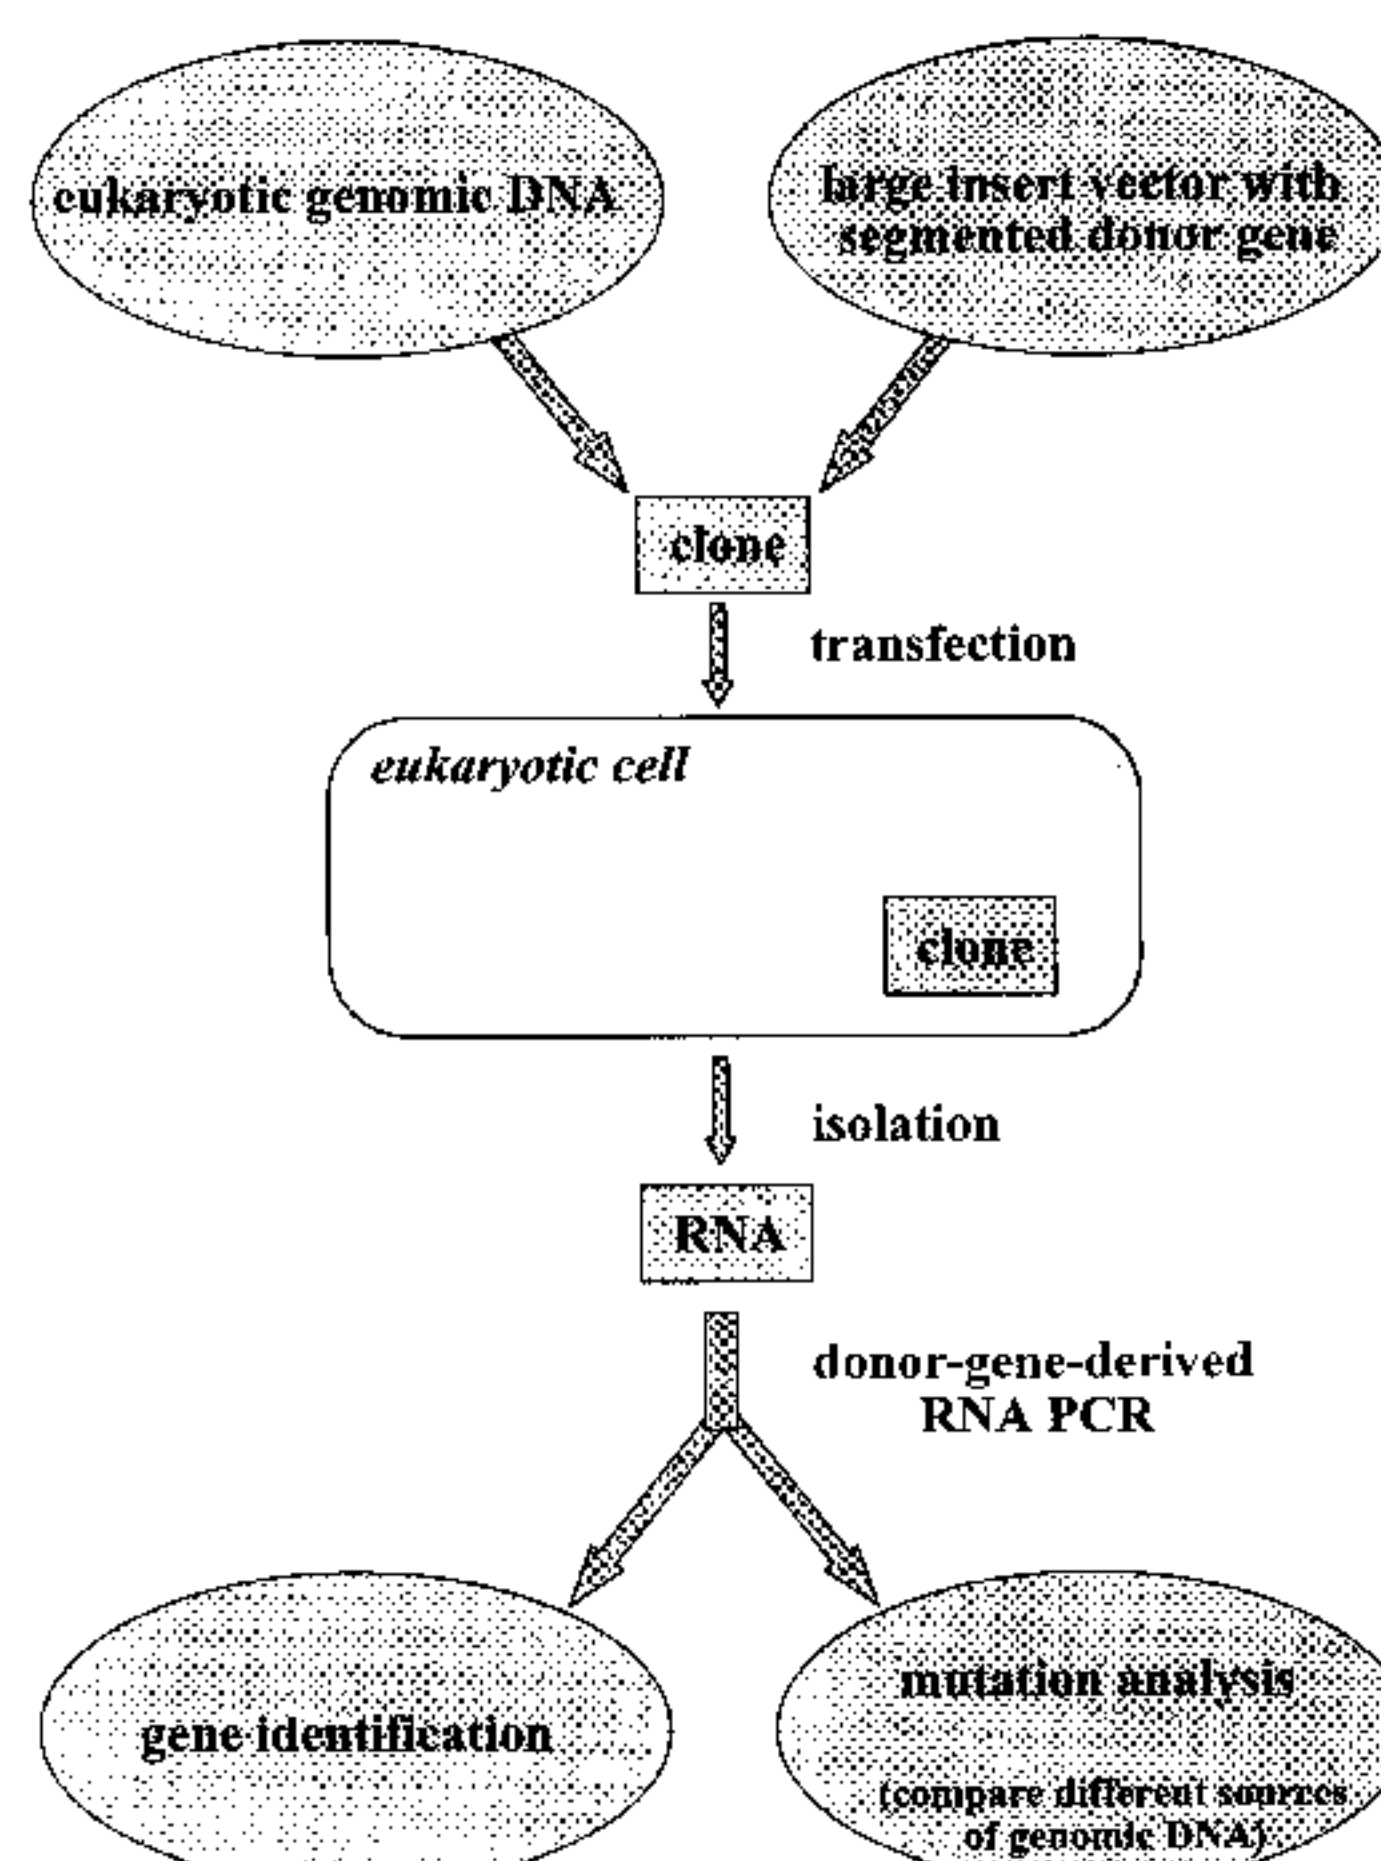 eukaryotic genomic DNA
large insert vector with
segmented donor gene
clone
transfection
eukaryotic cell
clone
isolation
RNA
donor-gene-derived
RNA PCR
gene identification
mutation analysis
(compare different sources
of genomic DNA)